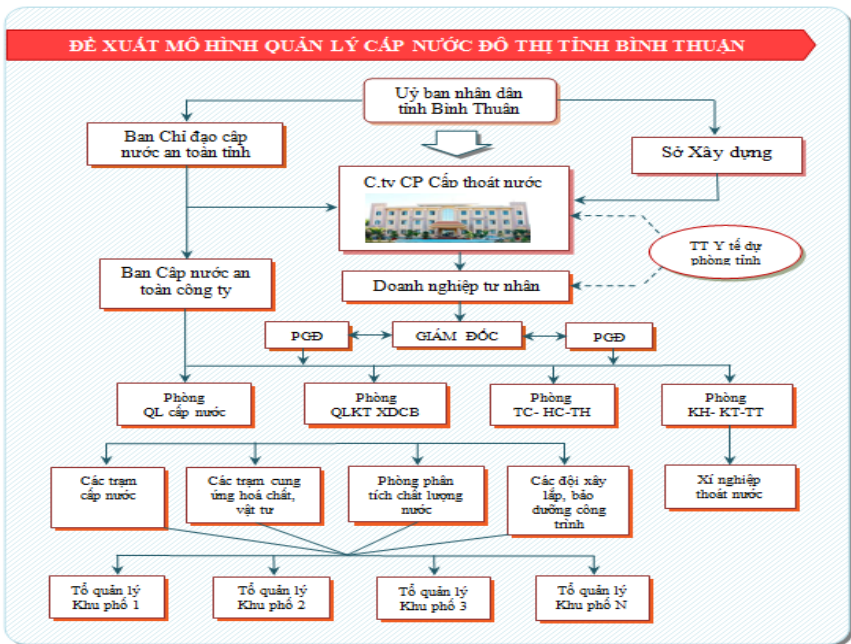 ĐỀ XUẤT MÔ HÌNH QUẢN LÝ CẤP NƯỚC ĐÔ THỊ TỈNH BÌNH THUẬN
Uỷ ban nhân dân
tỉnh Bình Thuận
Ban Chỉ đạo cấp
nước an toàn tỉnh
Sở Xây dựng
C.ty CP Cấp thoát nước
TT Y tế dự
phòng tỉnh
Ban Cấp nước an
toàn công ty
Doanh nghiệp tư nhân
PGĐ
GIÁM ĐỐC
PGĐ
Phòng
QL cấp nước
Phòng
QLKT XDCB
Phòng
TC- HC-TH
Phòng
KH- KT-TT
Các trạm
cấp nước
Các trạm cung
ứng hoá chất,
vật tư
Phòng phân
tích chất lượng
nước
Các đội xây
lắp, bảo
dưỡng công
trình
Xí nghiệp
thoát nước
Tổ quản lý
Khu phố 1
Tổ quản lý
Khu phố 2
Tổ quản lý
Khu phố 3
Tổ quản lý
Khu phố N